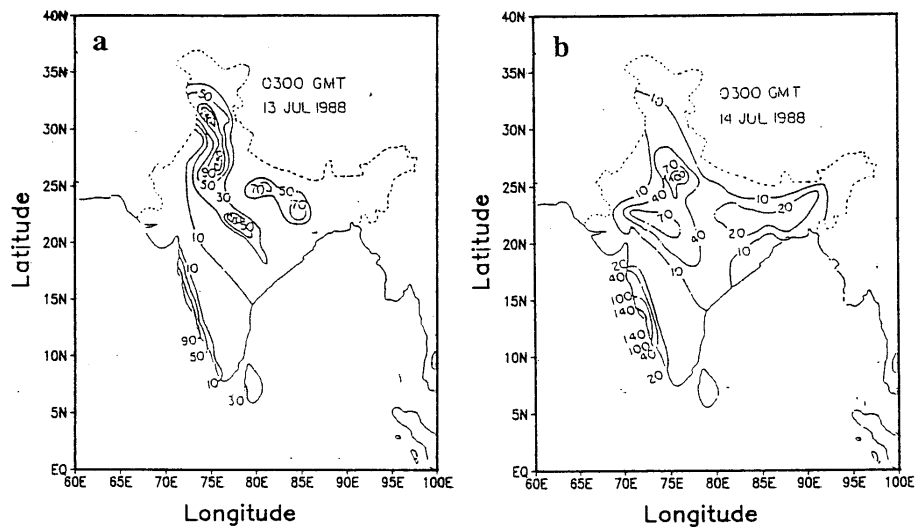 a
0300 GMT
13 JUL 1988
40N
35N
30N
25N
20N
15N
10N
5N
EQ
Latitude
50
90
50
30
70
50
70
10
10
90
50
10
30
60E
65E
70E
75E
80E
85E
90E
95E
100E
Longitude
b
0300 GMT
14 JUL 1988
40N
35N
30N
25N
20N
15N
10N
5N
EQ
Latitude
10
70
40
10
10
20
70
40
20
10
10
20
40
100
140
140
100
40
20
60E
65E
70E
75E
80E
85E
90E
95E
100E
Longitude